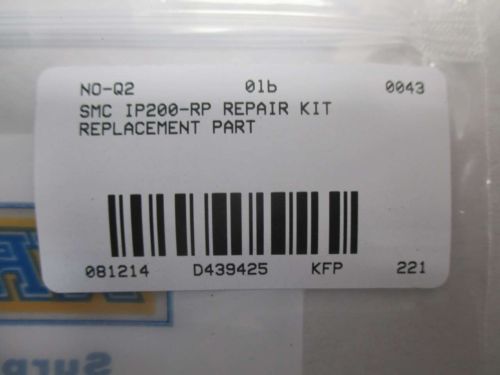 NO-Q2 01b 0043
SMC IP200-RP REPAIR KIT
REPLACEMENT PART
081214 D439425 KFP 221